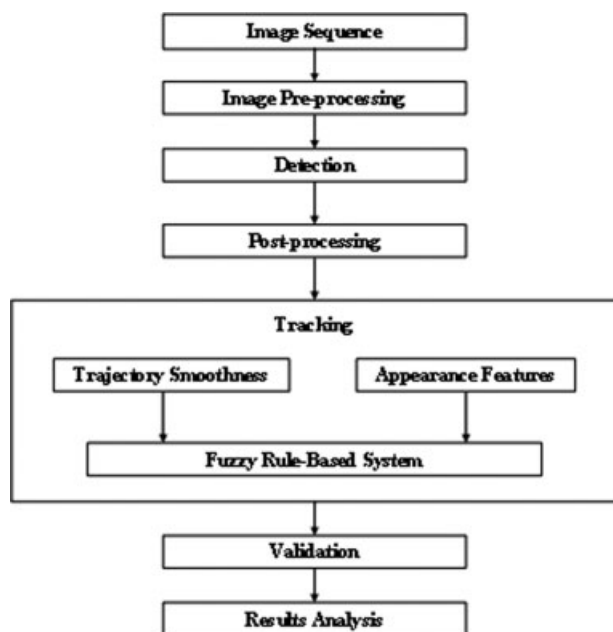 Image Sequence
Image Pre-processing
Detection
Post-processing
Tracking
Trajectory Smoothness
Appearance Features
Fuzzy Rule-Based System
Validation
Results Analysis